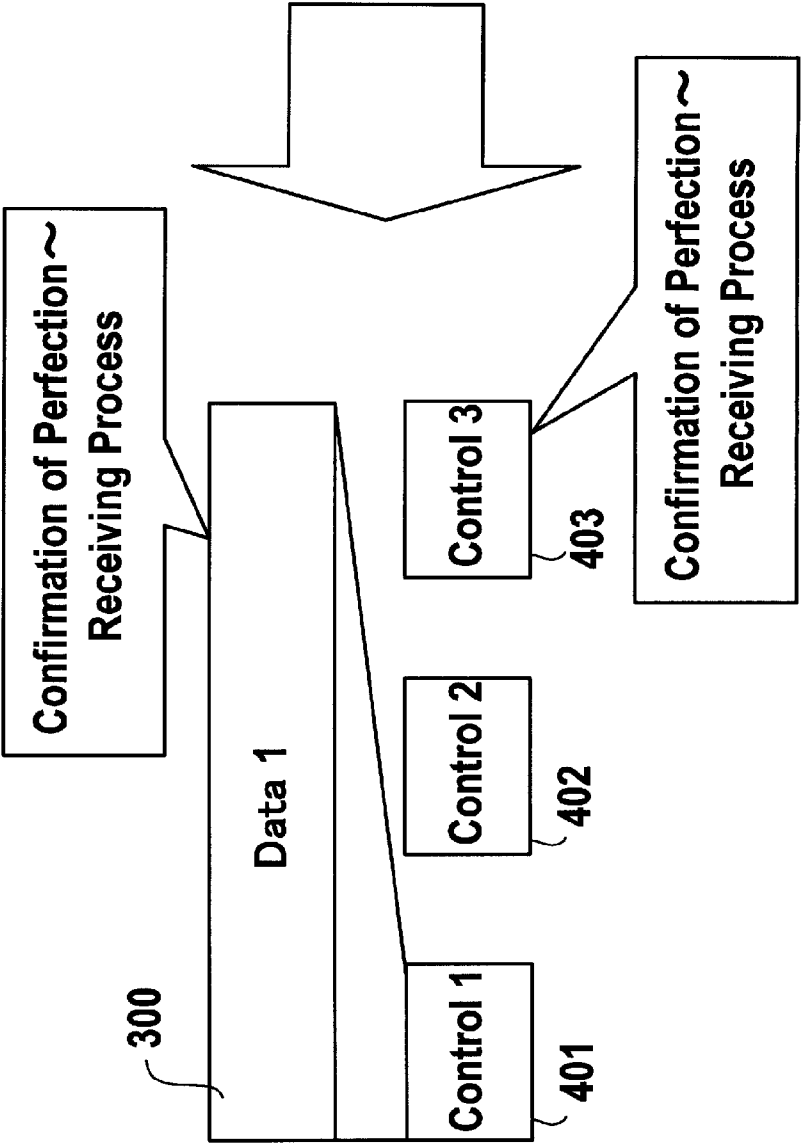 Confirmation of Perfection~
Receiving Process
300
Data 1
Control 1
Control 2
Control 3
401
402
403
Confirmation of Perfection~
Receiving Process